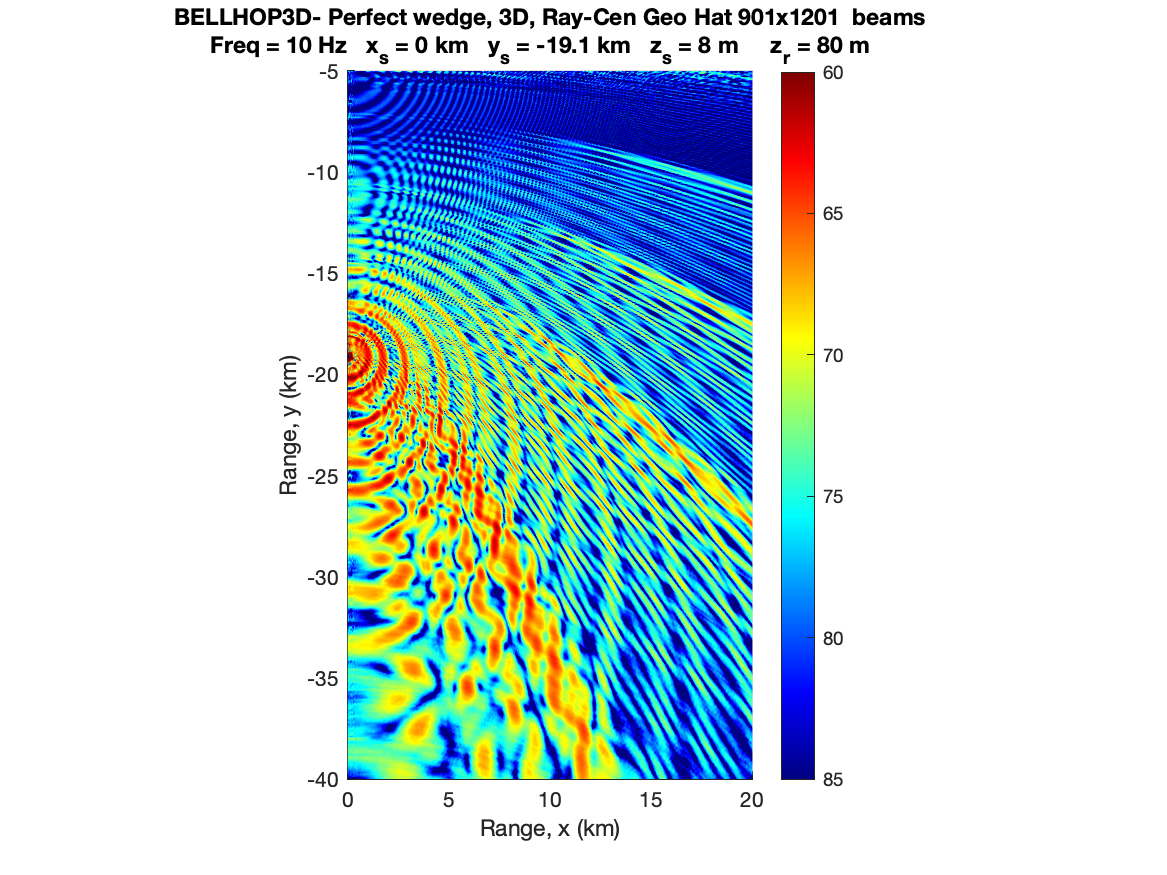 BELLHOP3D- Perfect wedge, 3D, Ray-Cen Geo Hat 901x1201 beams
Freq = 10 Hz x_s = 0 km y_s = -19.1 km z_s = 8 m z_r = 80 m
-5
-10
-15
-20
-25
-30
-35
-40
Range, y (km)
0 5 10 15 20
Range, x (km)
60
65
70
75
80
85